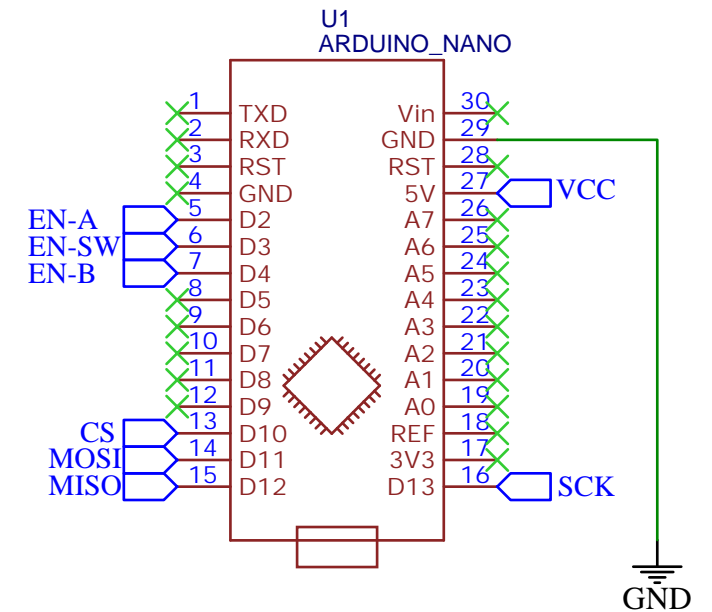 U1
ARDUINO_NANO
1 TXD Vin 30
2 RXD GND 29
3 RST RST 28
4 GND 5V 27 VCC
EN-A 5 D2 A7 26
EN-SW 6 D3 A6 25
EN-B 7 D4 A5 24
8 D5 A4 23
9 D6 A3 22
10 D7 A2 21
11 D8 A1 20
12 D9 A0 19
CS 13 D10 REF 18
MOSI 14 D11 3V3 17
MISO 15 D12 D13 16 SCK
GND